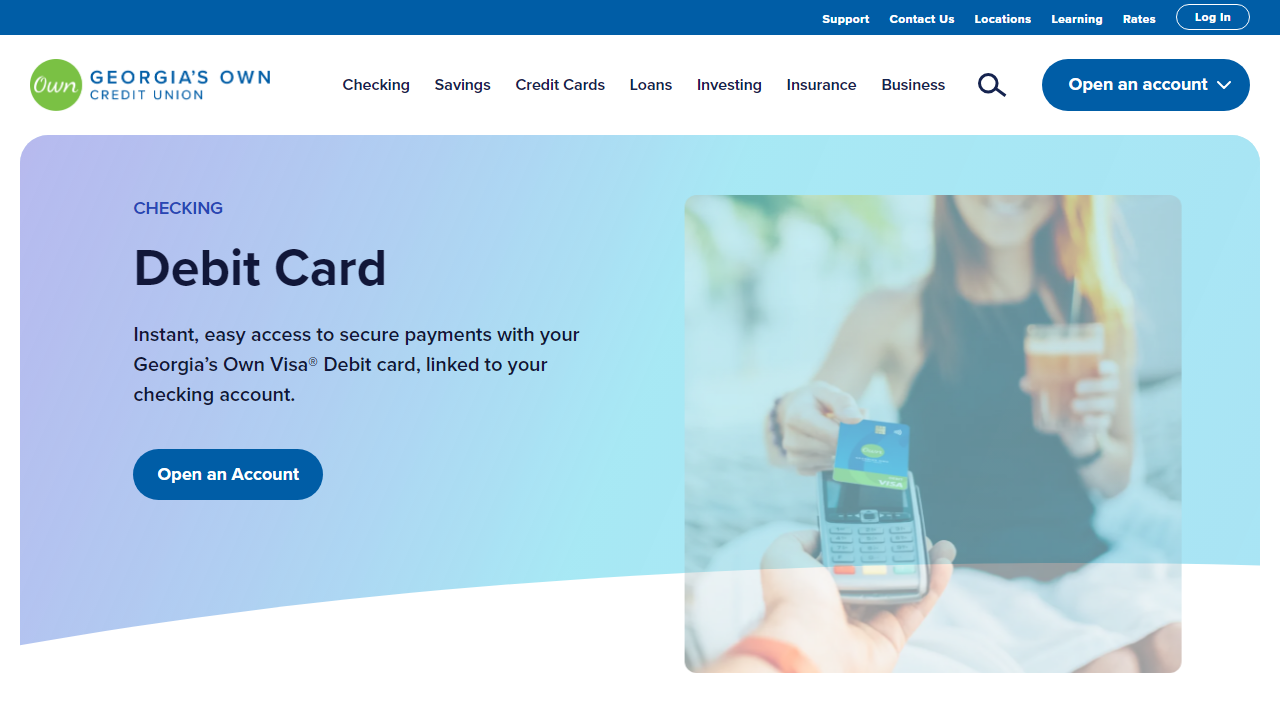 Support Contact Us Locations Learning Rates Log In
Own GEORGIA'S OWN
CREDIT UNION
Checking Savings Credit Cards Loans Investing Insurance Business Open an account
CHECKING
Debit Card
Instant, easy access to secure payments with your
Georgia’s Own Visa® Debit card, linked to your
checking account.
Open an Account
Own
VISA